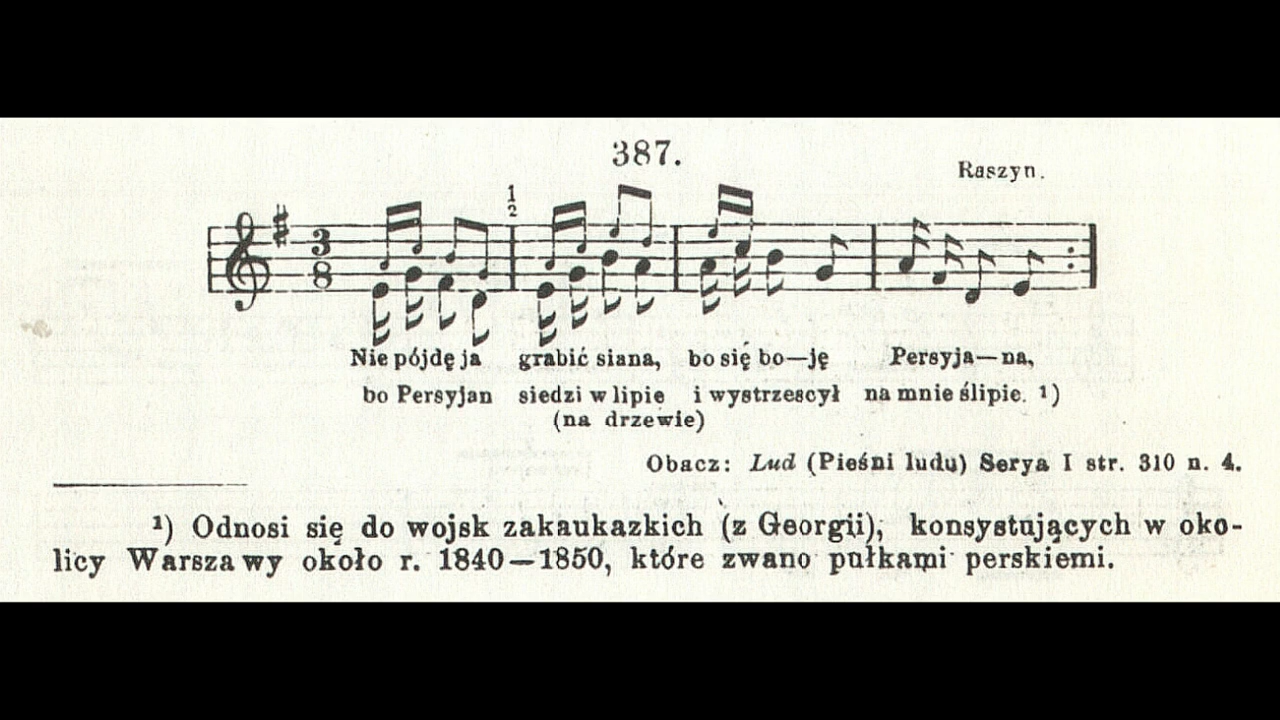 387.
Raszyn.
1
2
3
8
Nie pójdę ja grabić siana, bo się bo—ję Persyja—na,
bo Persyjan siedzi w lipie i wystrzescył na mnie ślipie. ¹)
(na drzewie)
Obacz: Lud (Pieśni ludu) Serya I str. 310 n. 4.
¹) Odnosi się do wojsk zakaukazkich (z Georgii), konsystujących w oko-
licy Warszawy około r. 1840—1850, które zwano pułkami perskiemi.